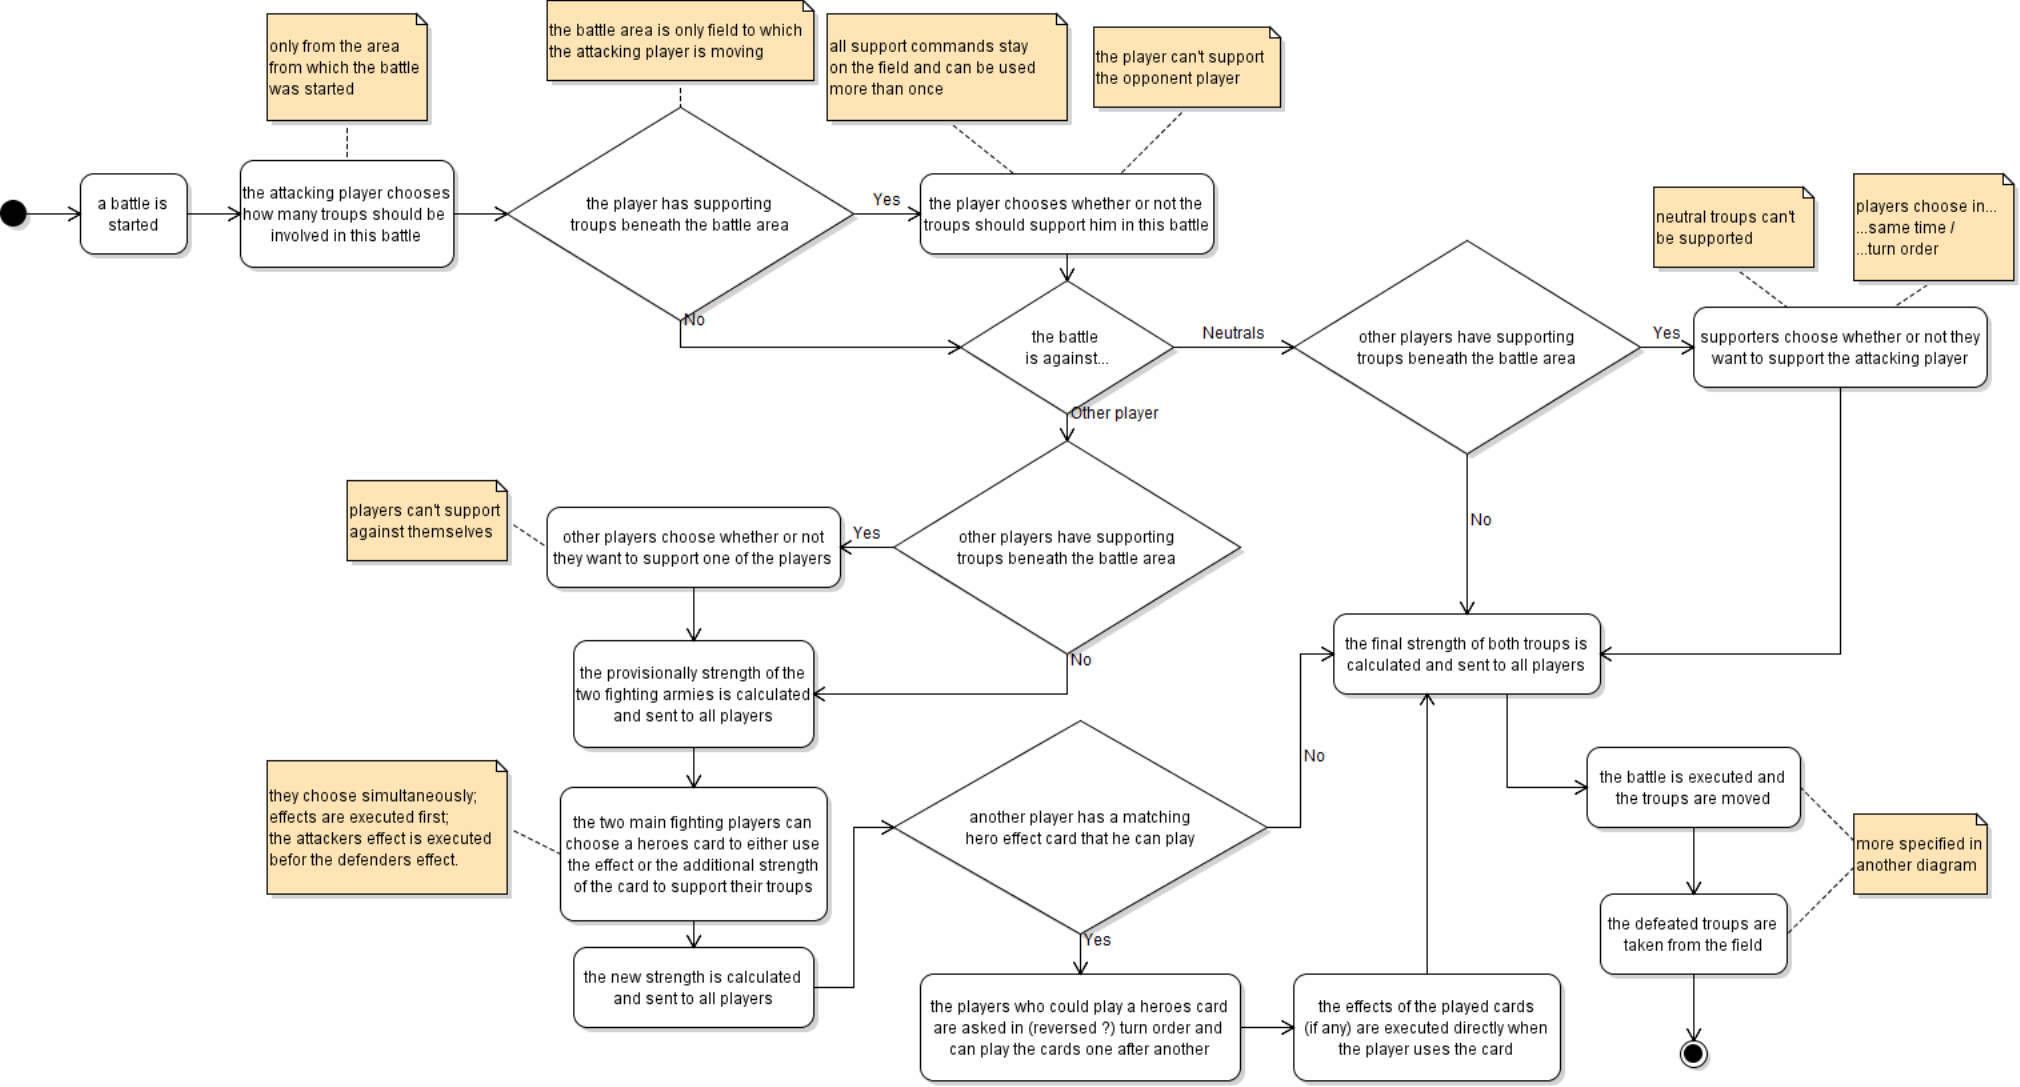 only from the area
from which the battle
was started
the battle area is only field to which
the attacking player is moving
all support commands stay
on the field and can be used
more than once
the player can't support
the opponent player
a battle is
started
the attacking player chooses
how many troups should be
involved in this battle
the player has supporting
troups beneath the battle area
Yes
No
the player chooses whether or not the
troups should support him in this battle
neutral troups can't
be supported
players choose in...
...same time /
...turn order
the battle
is against...
Neutrals
Other player
other players have supporting
troups beneath the battle area
Yes
No
supporters choose whether or not they
want to support the attacking player
players can't support
against themselves
other players choose whether or not
they want to support one of the players
Yes
other players have supporting
troups beneath the battle area
No
the provisionally strength of the
two fighting armies is calculated
and sent to all players
the final strength of both troups is
calculated and sent to all players
they choose simultaneously;
effects are executed first;
the attackers effect is executed
befor the defenders effect.
the two main fighting players can
choose a heroes card to either use
the effect or the additional strength
of the card to support their troups
another player has a matching
hero effect card that he can play
No
Yes
the battle is executed and
the troups are moved
more specified in
another diagram
the defeated troups are
taken from the field
the new strength is calculated
and sent to all players
the players who could play a heroes card
are asked in (reversed ?) turn order and
can play the cards one after another
the effects of the played cards
(if any) are executed directly when
the player uses the card